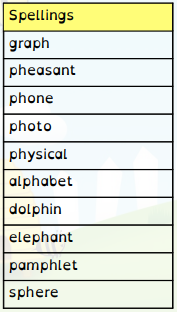 Spellings
graph
pheasant
phone
photo
physical
alphabet
dolphin
elephant
pamphlet
sphere